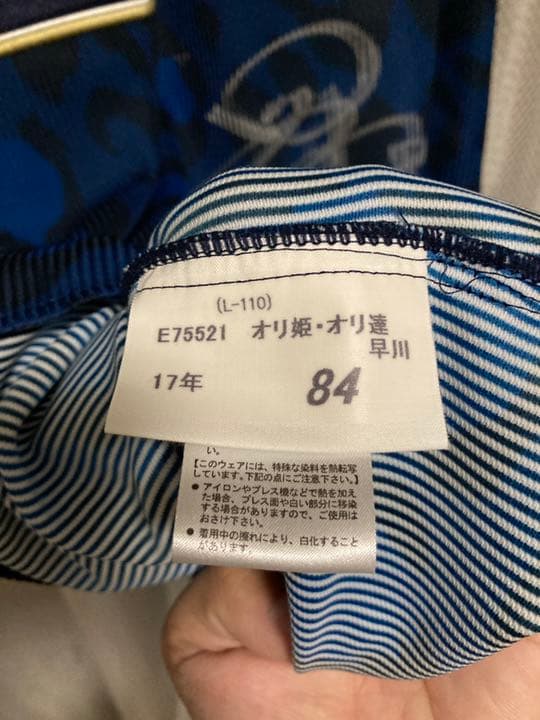 (L-110)
E75521 オリ姫・オリ達
早川
17年 84
い。
【このウェアには、特殊な染料を熱転写
しています。下記の点にご注意下さい。】
● アイロンやプレス機などで熱を加え
た場合、プレス面や白い部分に移染
する場合がありますので、ご使用は
おさけ下さい。
● 着用中の擦れにより、白化すること
があります。